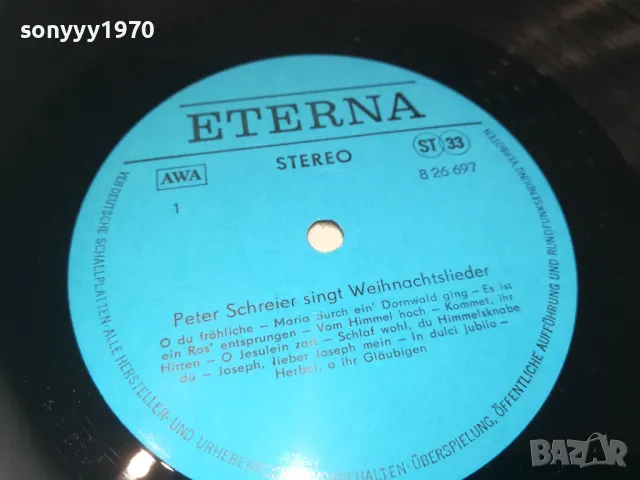 sonyyy1970
ETERNA
STEREO
ST 33
8 26 697
AWA
1
Peter Schreier singt Weihnachtslieder
O du fröhliche – Maria durch ein' Dornwald ging – Es ist
ein Ros' entsprungen – Vom Himmel hoch – Kommet, ihr
Hirten – O Jesulein zart – Schlaf wohl, du Himmelsknabe
du – Joseph, lieber Joseph mein – In dulci jubilo –
Herbei, o ihr Gläubigen
VEB DEUTSCHE SCHALLPLATTEN · ALLE HERSTELLER- UND URHEBER VORBEHALTEN · ÜBERSPIELUNG, ÖFFENTLICHE AUFFÜHRUNG UND RUNDFUNKSENDUNG VERBOTEN
BAZAR